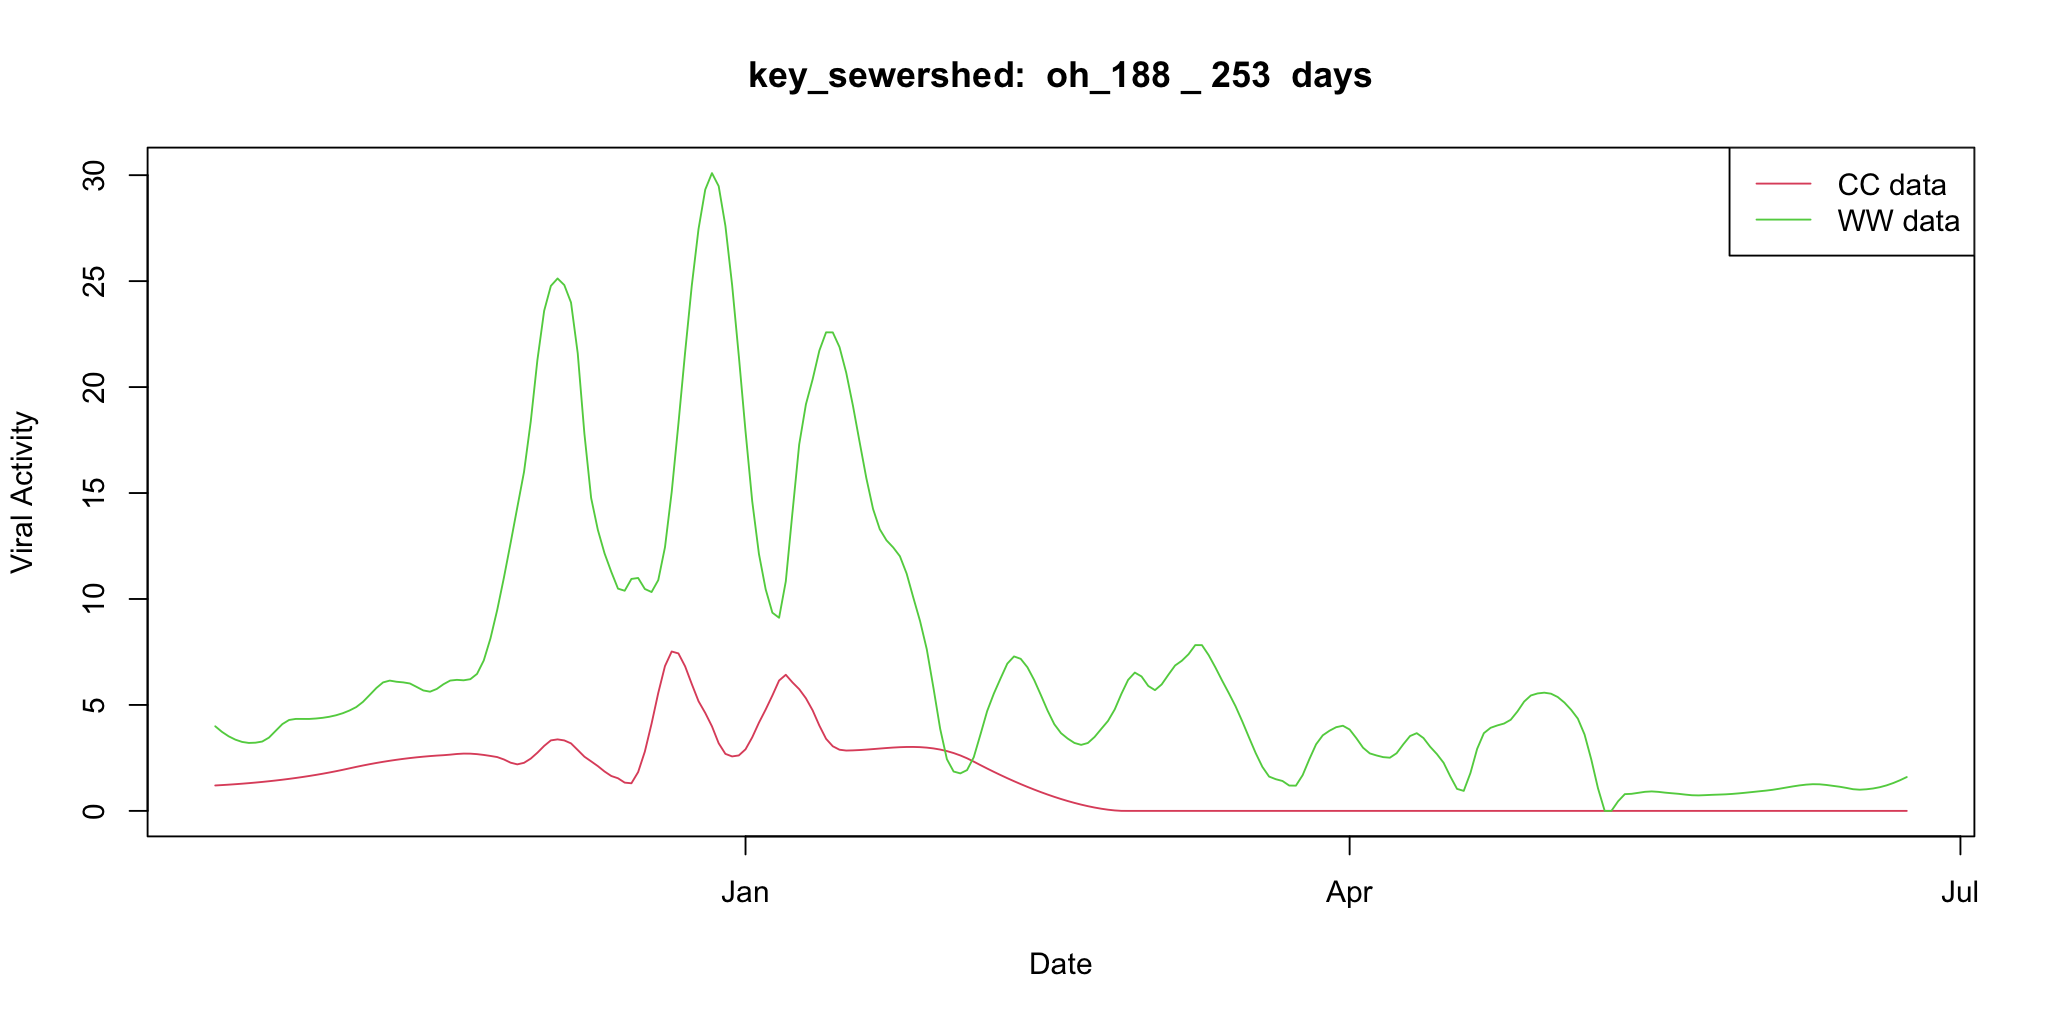 key_sewershed:  oh_188 _ 253  days
CC data
WW data
Viral Activity
30
25
20
15
10
5
0
Jan
Apr
Jul
Date